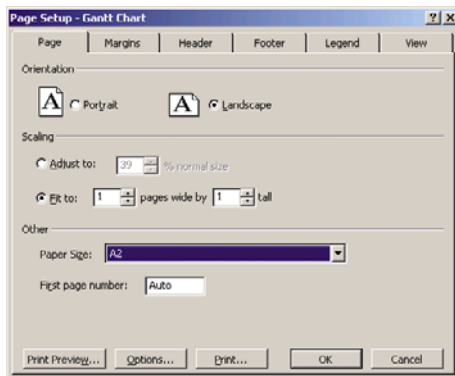 Page Setup - Gantt Chart
Page Margins Header Footer Legend View
Orientation
A Portrait A Landscape
Scaling
Adjust to: 39 % normal size
Fit to: 1 pages wide by 1 tall
Other
Paper Size: A2
First page number: Auto
Print Preview... Options... Print... OK Cancel